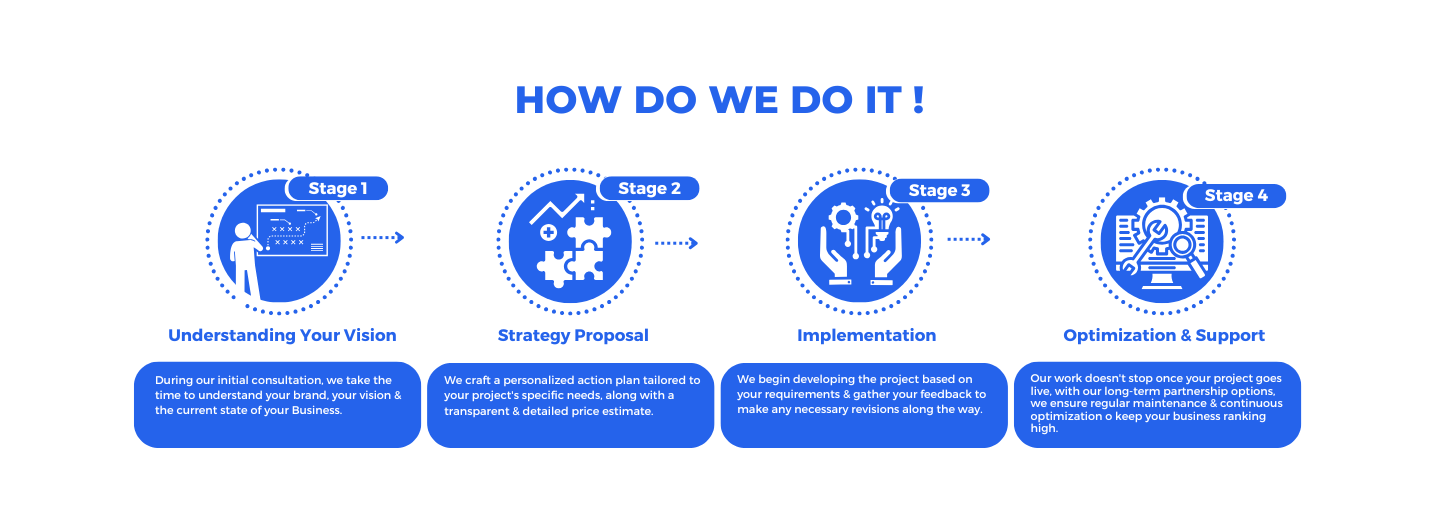 HOW DO WE DO IT !
Stage 1
Stage 2
Stage 3
Stage 4
Understanding Your Vision
Strategy Proposal
Implementation
Optimization & Support
During our initial consultation, we take the
time to understand your brand, your vision &
the current state of your Business.
We craft a personalized action plan tailored to
your project's specific needs, along with a
transparent & detailed price estimate.
We begin developing the project based on
your requirements & gather your feedback to
make any necessary revisions along the way.
Our work doesn't stop once your project goes
live, with our long-term partnership options,
we ensure regular maintenance & continuous
optimization o keep your business ranking
high.